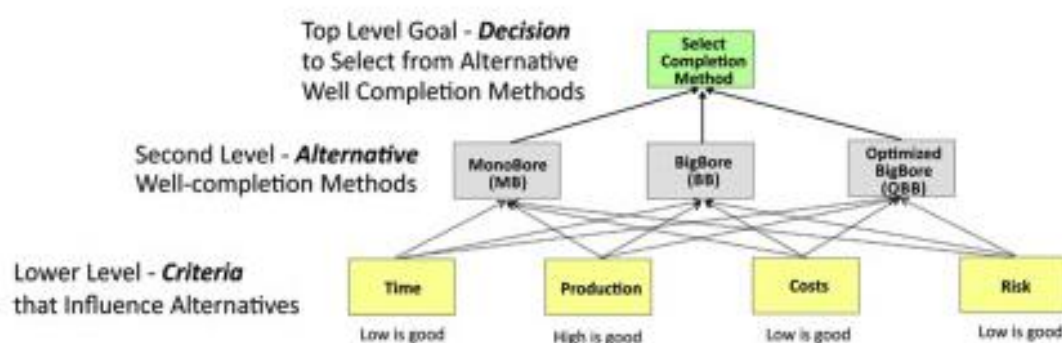 Top Level Goal - Decision
to Select from Alternative
Well Completion Methods
Select
Completion
Method
Second Level - Alternative
Well-completion Methods
MonoBore
(MB)
BigBore
(BB)
Optimized
BigBore
(OBB)
Lower Level - Criteria
that Influence Alternatives
Time
Production
Costs
Risk
Low is good
High is good
Low is good
Low is good